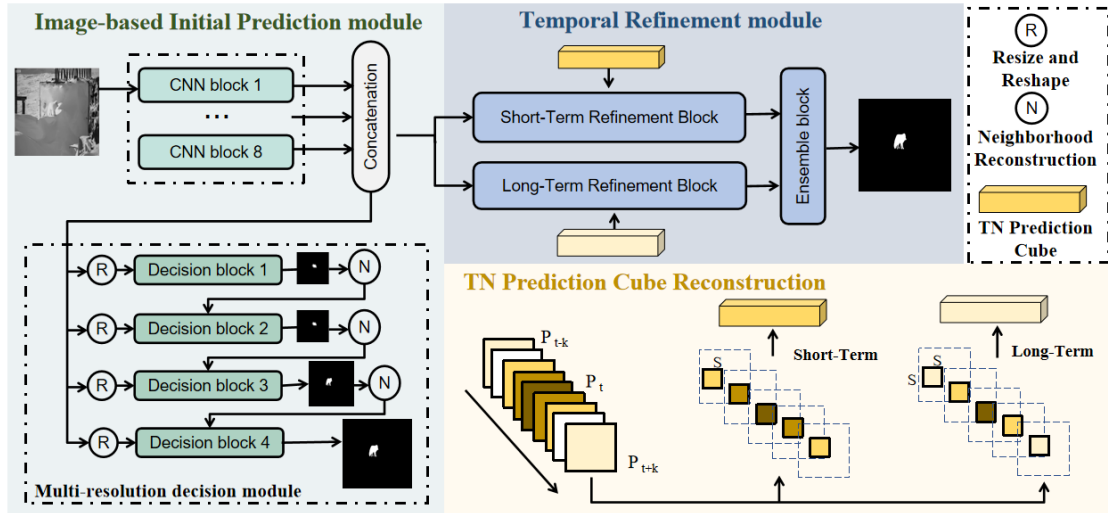 Image-based Initial Prediction module
CNN block 1
...
CNN block 8
Concatenation
R
Decision block 1
N
R
Decision block 2
N
R
Decision block 3
N
R
Decision block 4
Multi-resolution decision module
Temporal Refinement module
Short-Term Refinement Block
Long-Term Refinement Block
Ensemble block
R
Resize and
Reshape
N
Neighborhood
Reconstruction
TN Prediction
Cube
TN Prediction Cube Reconstruction
P t-k
P t
P t+k
S
Short-Term
S
S
Long-Term